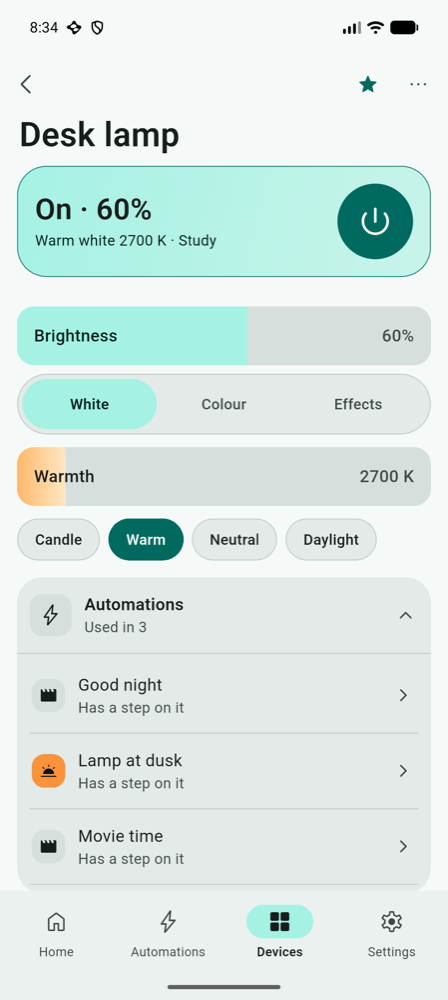 8:34
Desk lamp
On · 60%
Warm white 2700 K · Study
Brightness 60%
White Colour Effects
Warmth 2700 K
Candle Warm Neutral Daylight
Automations
Used in 3
Good night
Has a step on it
Lamp at dusk
Has a step on it
Movie time
Has a step on it
Home Automations Devices Settings